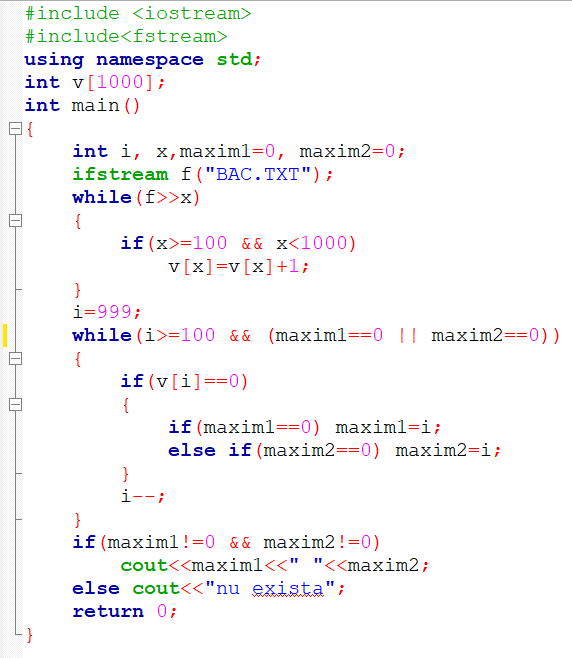 #include <iostream>
#include<fstream>
using namespace std;
int v[1000];
int main()
{
int i, x,maxim1=0, maxim2=0;
ifstream f("BAC.TXT");
while(f>>x)
{
if(x>=100 && x<1000)
v[x]=v[x]+1;
}
i=999;
while(i>=100 && (maxim1==0 || maxim2==0))
{
if(v[i]==0)
{
if(maxim1==0) maxim1=i;
else if(maxim2==0) maxim2=i;
}
i--;
}
if(maxim1!=0 && maxim2!=0)
cout<<maxim1<<" "<<maxim2;
else cout<<"nu exista";
return 0;
}